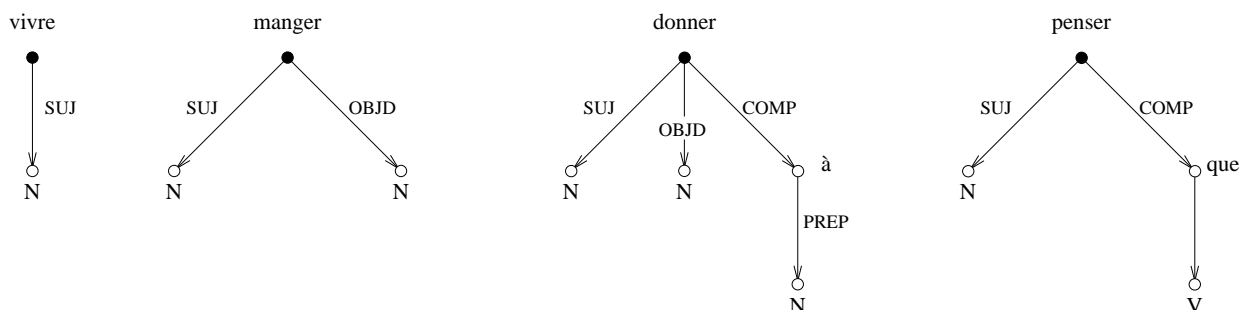 vivre manger donner penser
SUJ SUJ OBJD SUJ OBJD COMP SUJ COMP
N N N N N à N que
PREP
N V